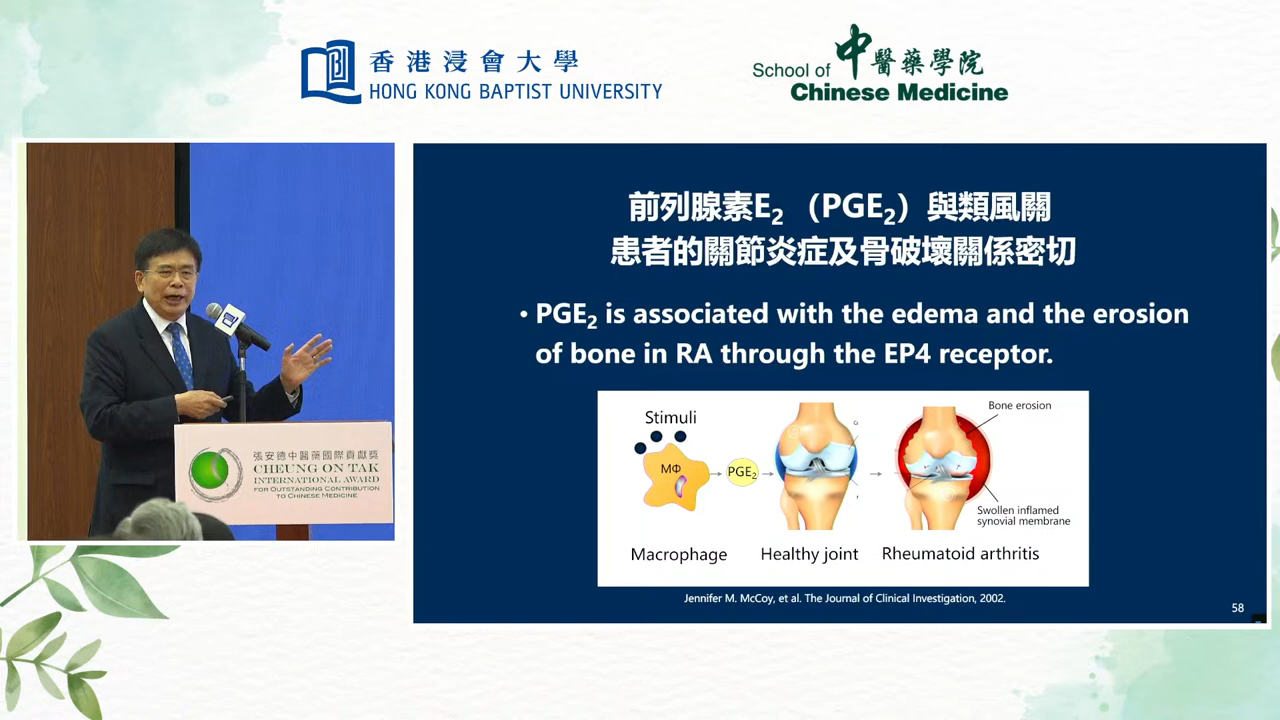 香港浸會大學
HONG KONG BAPTIST UNIVERSITY
School of 中醫藥學院
Chinese Medicine
張安德中醫藥國際貢獻獎
CHEUNG ON TAK
INTERNATIONAL AWARD
FOR OUTSTANDING CONTRIBUTION
TO CHINESE MEDICINE
前列腺素E₂ （PGE₂）與類風關
患者的關節炎症及骨破壞關係密切
• PGE₂ is associated with the edema and the erosion
of bone in RA through the EP4 receptor.
Stimuli
MΦ
PGE₂
Bone erosion
Swollen inflamed
synovial membrane
Macrophage
Healthy joint
Rheumatoid arthritis
Jennifer M. McCoy, et al. The Journal of Clinical Investigation, 2002.
58